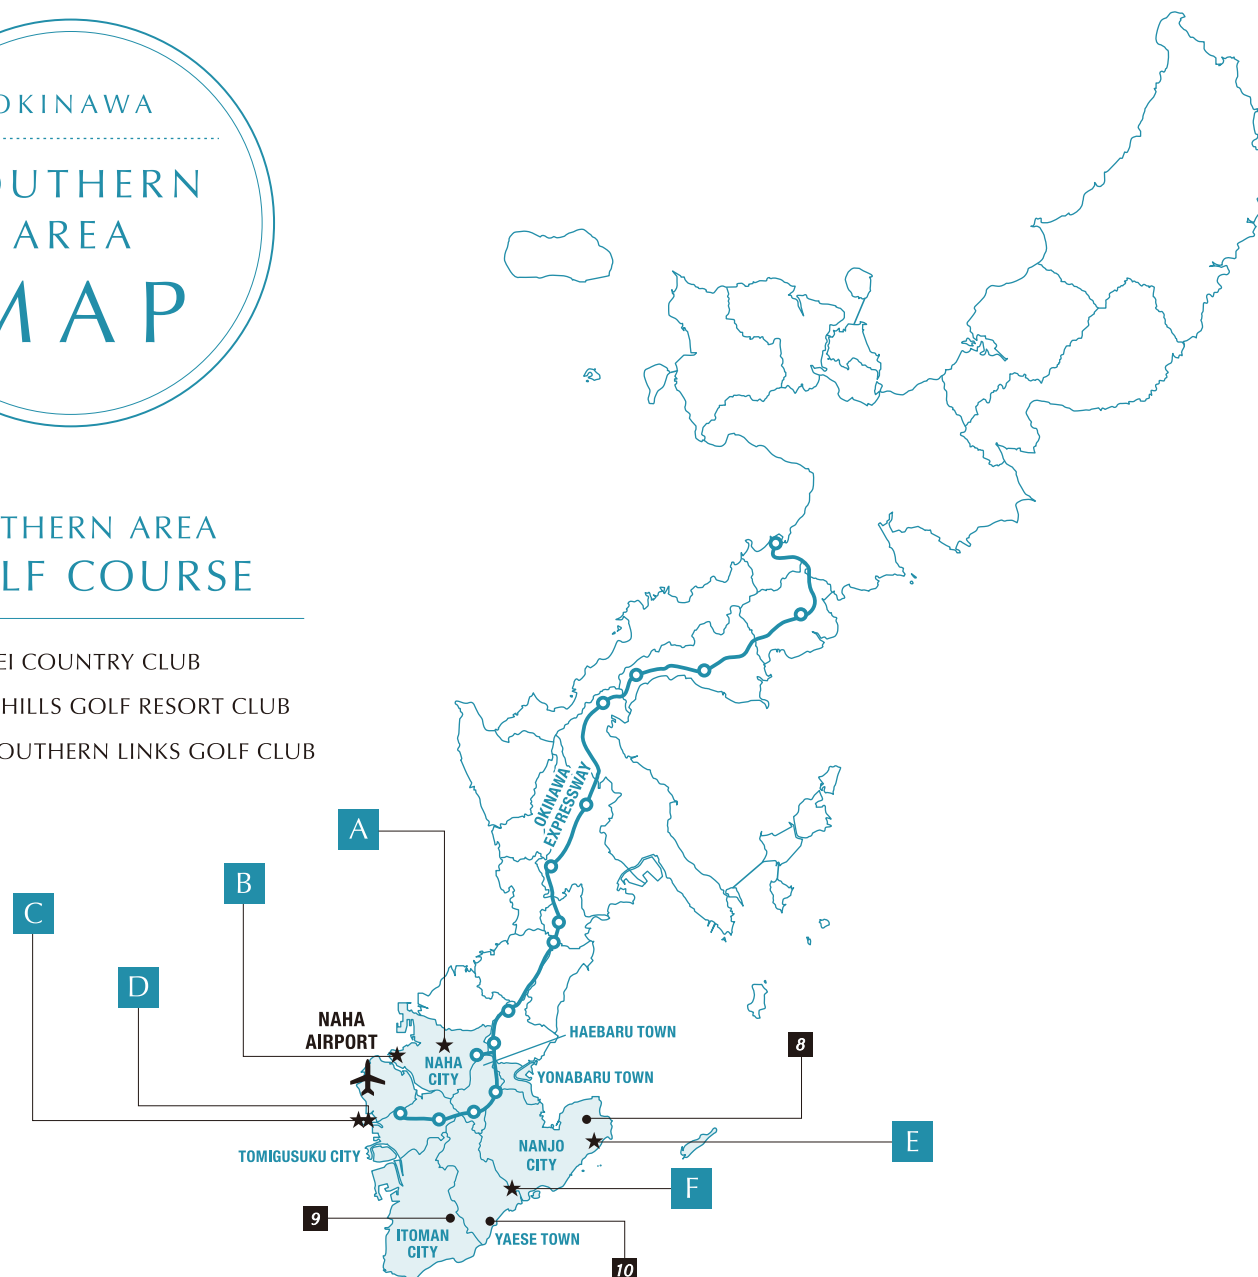 OKINAWA
OUTHERN
AREA
MAP
THERN AREA
LF COURSE
EI COUNTRY CLUB
HILLS GOLF RESORT CLUB
OUTHERN LINKS GOLF CLUB
A
B
C
D
OKINAWA
EXPRESSWAY
NAHA
AIRPORT
NAHA
CITY
HAEBARU TOWN
8
YONABARU TOWN
TOMIGUSUKU CITY
NANJO
CITY
E
F
9
ITOMAN
CITY
YAESE TOWN
10